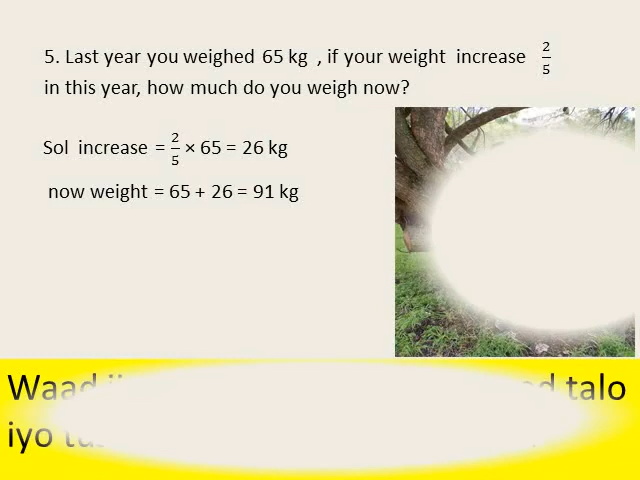 5. Last year you weighed 65 kg , if your weight increase 2/5
in this year, how much do you weigh now?
Sol increase = 2/5 × 65 = 26 kg
now weight = 65 + 26 = 91 kg
Waad talo
iyo